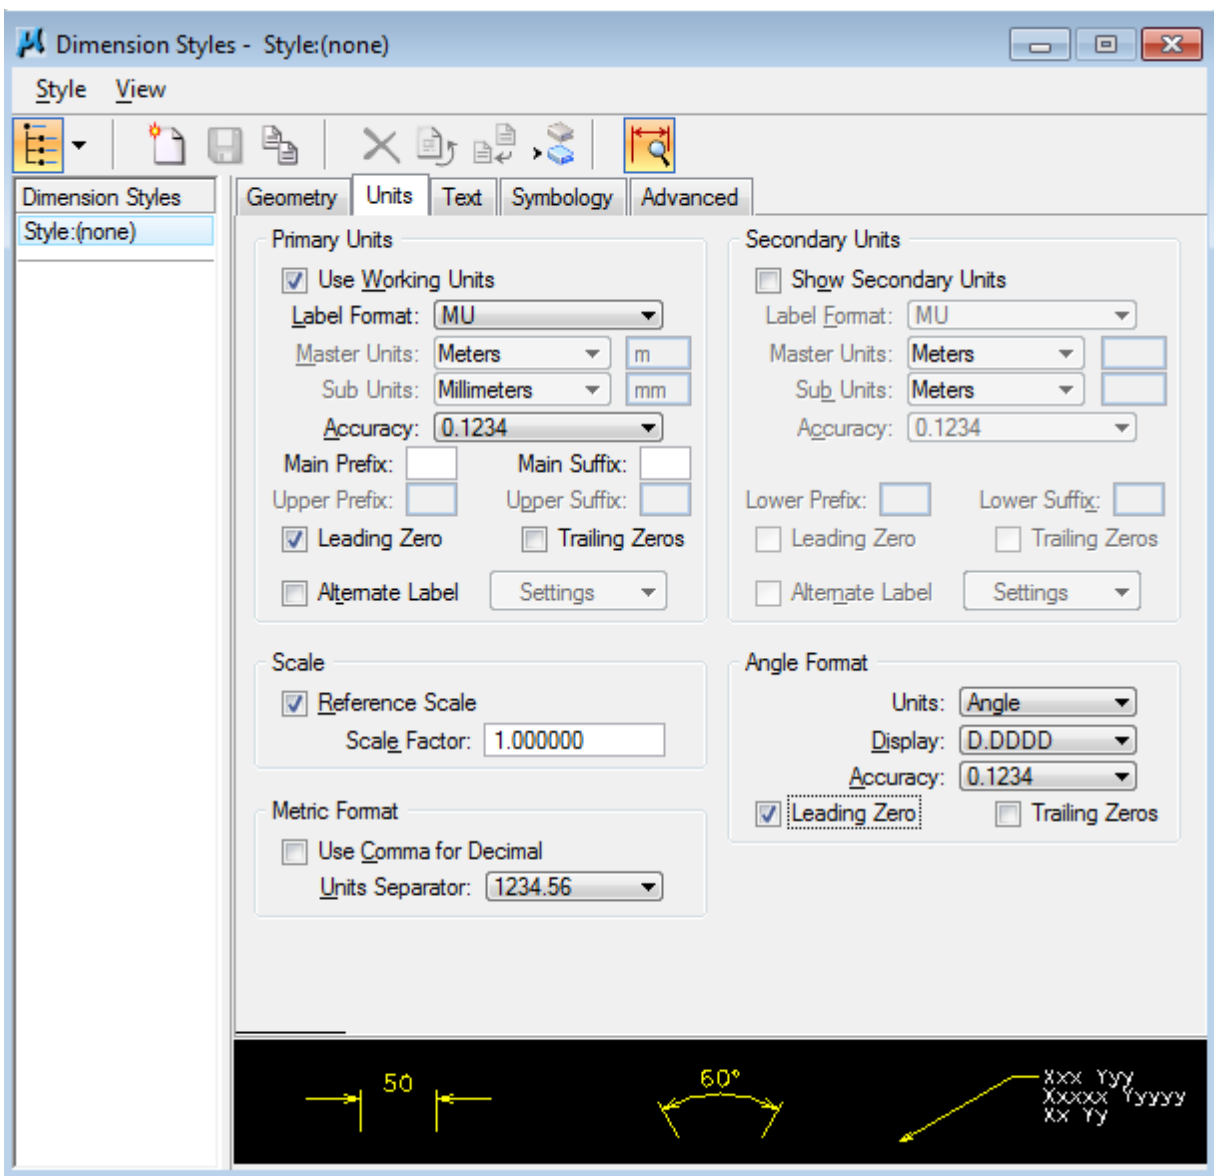 Dimension Styles - Style:(none)
Style View
Dimension Styles
Style:(none)
Geometry Units Text Symbology Advanced
Primary Units
Use Working Units
Label Format: MU
Master Units: Meters m
Sub Units: Millimeters mm
Accuracy: 0.1234
Main Prefix: Main Suffix:
Upper Prefix: Upper Suffix:
Leading Zero Trailing Zeros
Alternate Label Settings
Secondary Units
Show Secondary Units
Label Format: MU
Master Units: Meters
Sub Units: Meters
Accuracy: 0.1234
Lower Prefix: Lower Suffix:
Leading Zero Trailing Zeros
Alternate Label Settings
Scale
Reference Scale
Scale Factor: 1.000000
Angle Format
Units: Angle
Display: D.DDDD
Accuracy: 0.1234
Leading Zero Trailing Zeros
Metric Format
Use Comma for Decimal
Units Separator: 1234.56
50
60°
Xxx Yyy
Xxxxx Yyyyy
Xx Yy